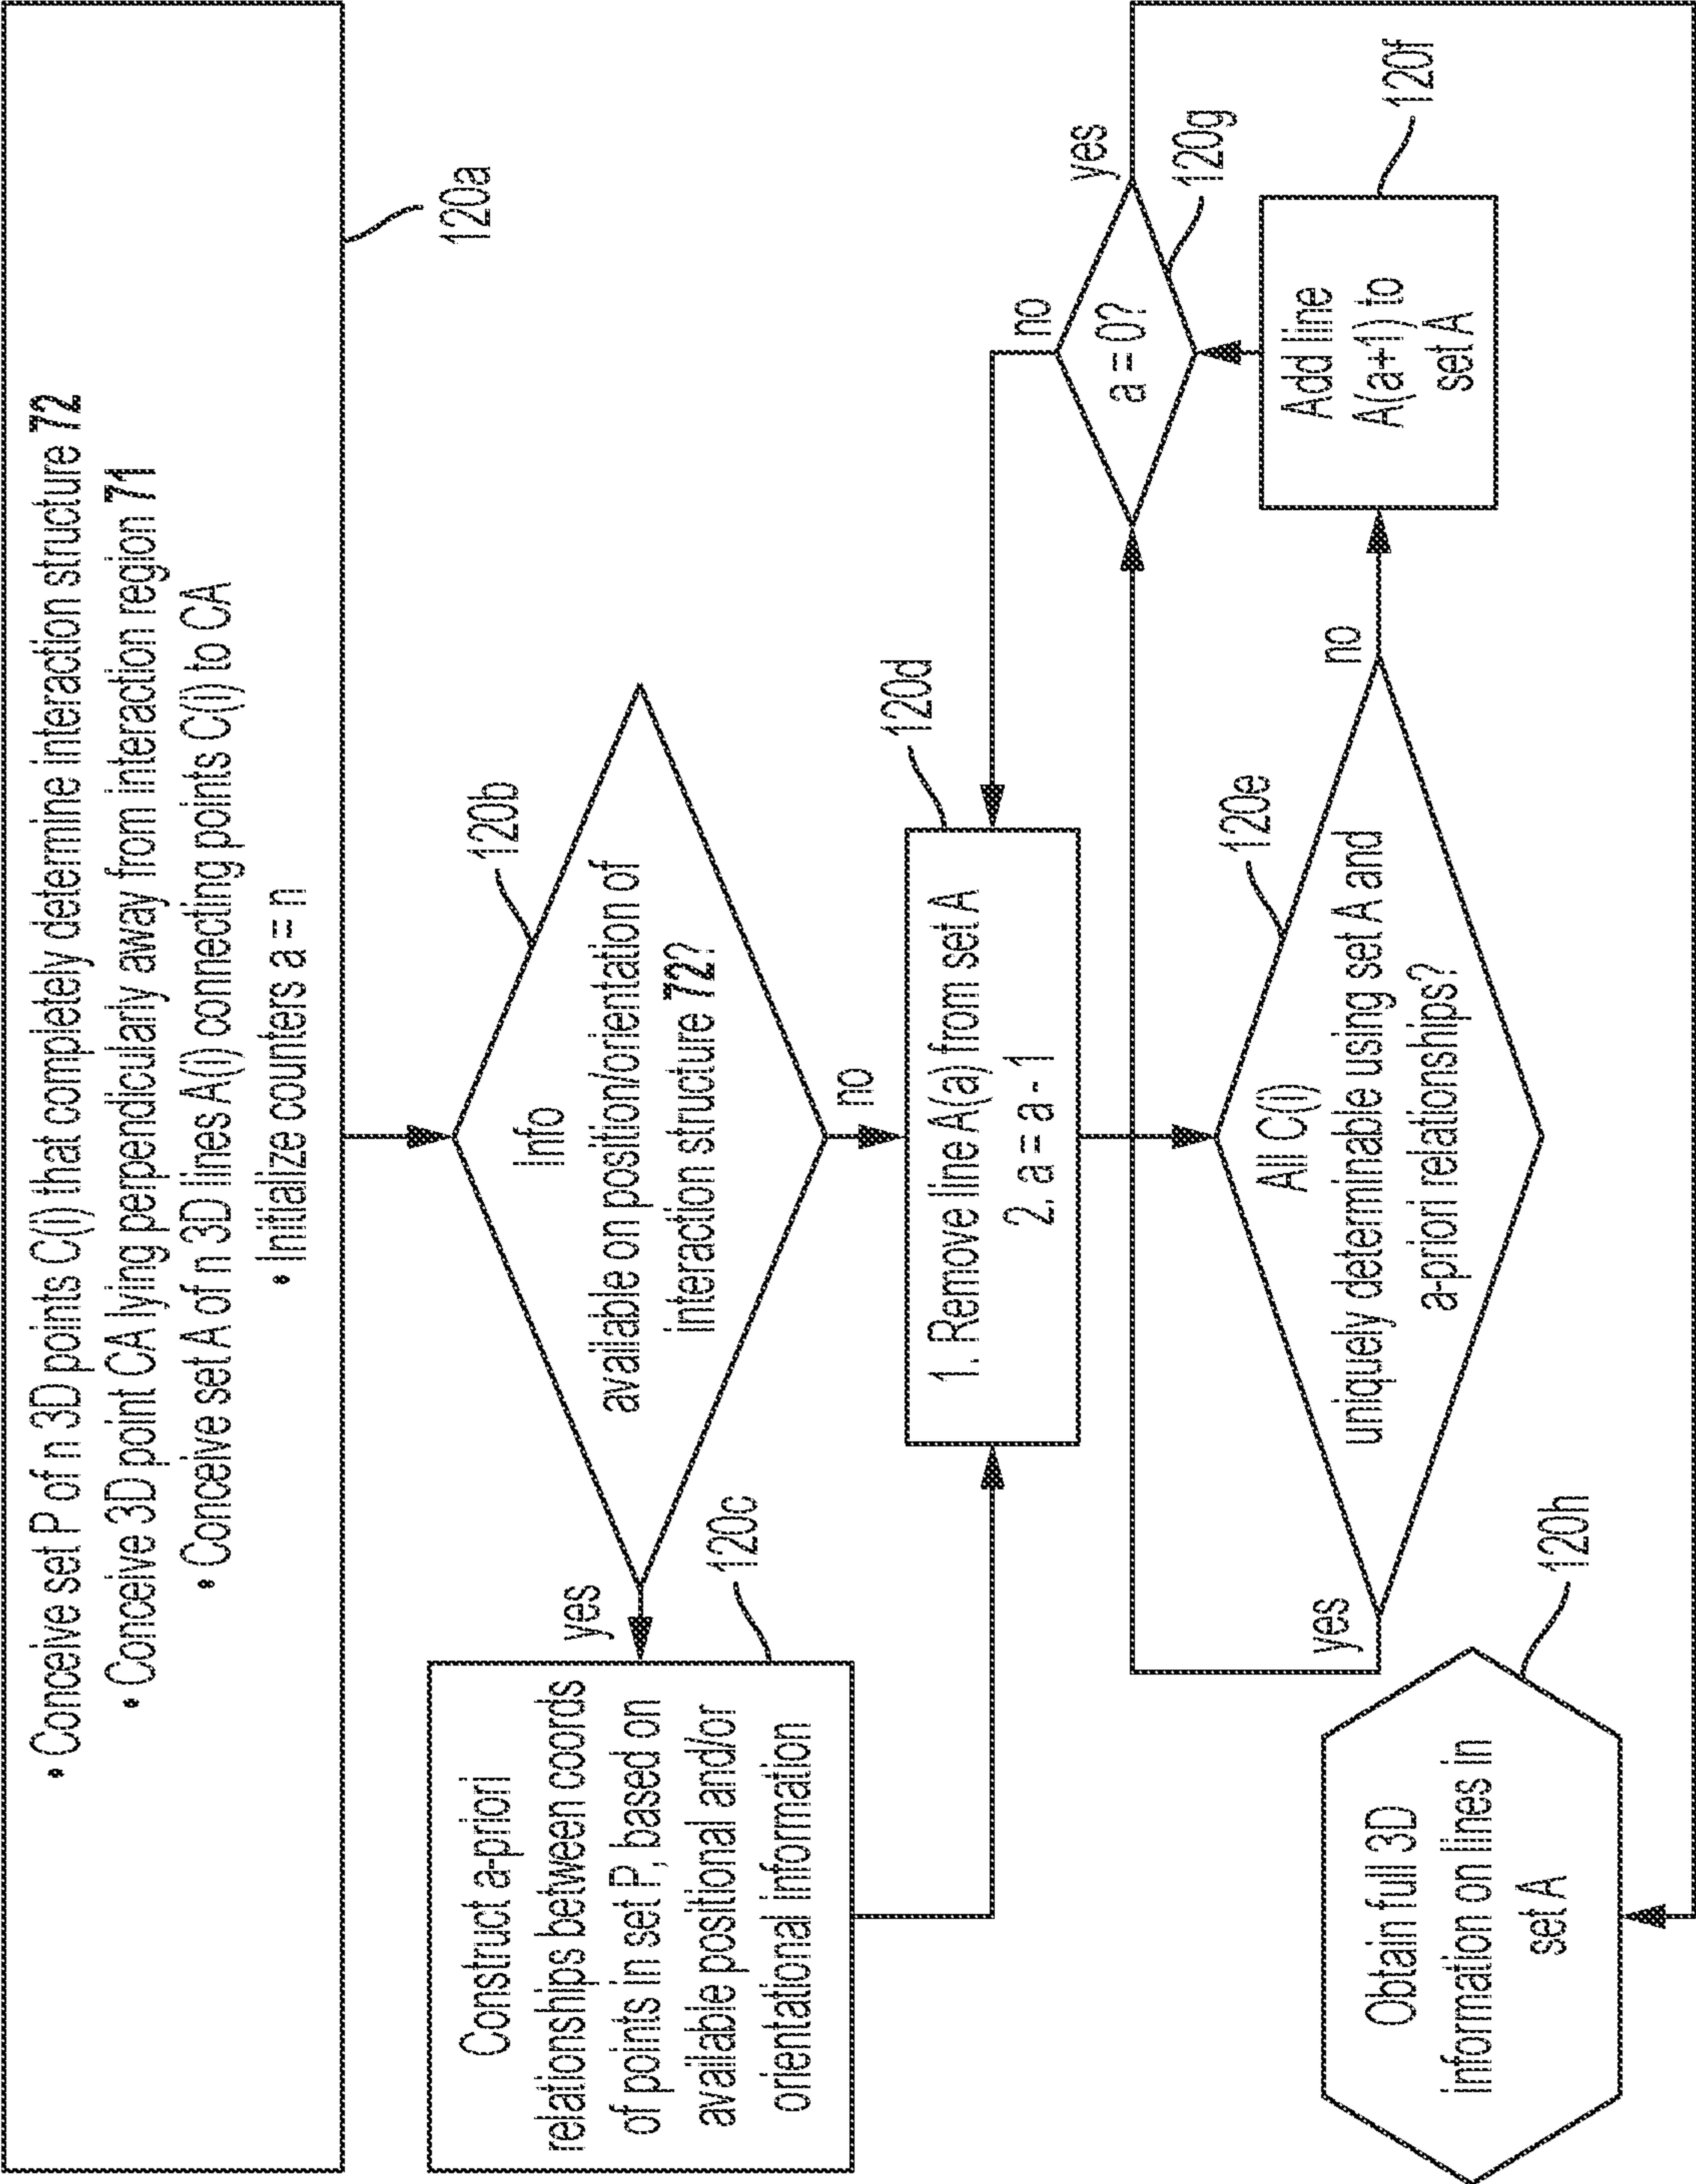 • Conceive set P of n 3D points C(i) that completely determine interaction structure 72
• Conceive 3D point CA lying perpendicularly away from interaction region 71
• Conceive set A of n 3D lines A(i) connecting points C(i) to CA
• Initialize counters a = n
120a
Info
available on position/orientation of
interaction structure 72?
120b
yes
no
Construct a-priori
relationships between coords
of points in set P, based on
available positional and/or
orientational information
120c
1. Remove line A(a) from set A
2. a = a - 1
120d
All C(i)
uniquely determinable using set A and
a-priori relationships?
120e
yes
no
Add line
A(a+1) to
set A
120f
a = 0?
120g
no
yes
Obtain full 3D
information on lines in
set A
120h